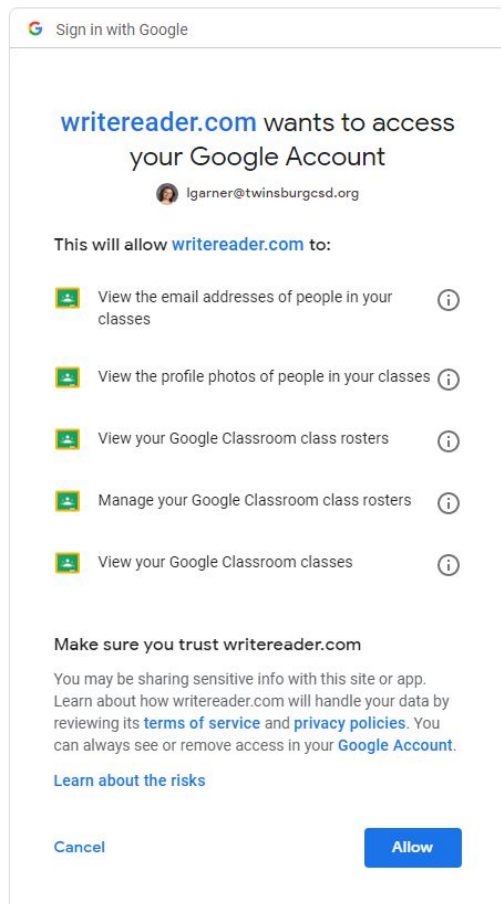 Sign in with Google
writereader.com wants to access
your Google Account
lgarner@twinsburgcsd.org
This will allow writereader.com to:
View the email addresses of people in your
classes
View the profile photos of people in your classes
View your Google Classroom class rosters
Manage your Google Classroom class rosters
View your Google Classroom classes
Make sure you trust writereader.com
You may be sharing sensitive info with this site or app.
Learn about how writereader.com will handle your data by
reviewing its terms of service and privacy policies. You
can always see or remove access in your Google Account.
Learn about the risks
Cancel
Allow